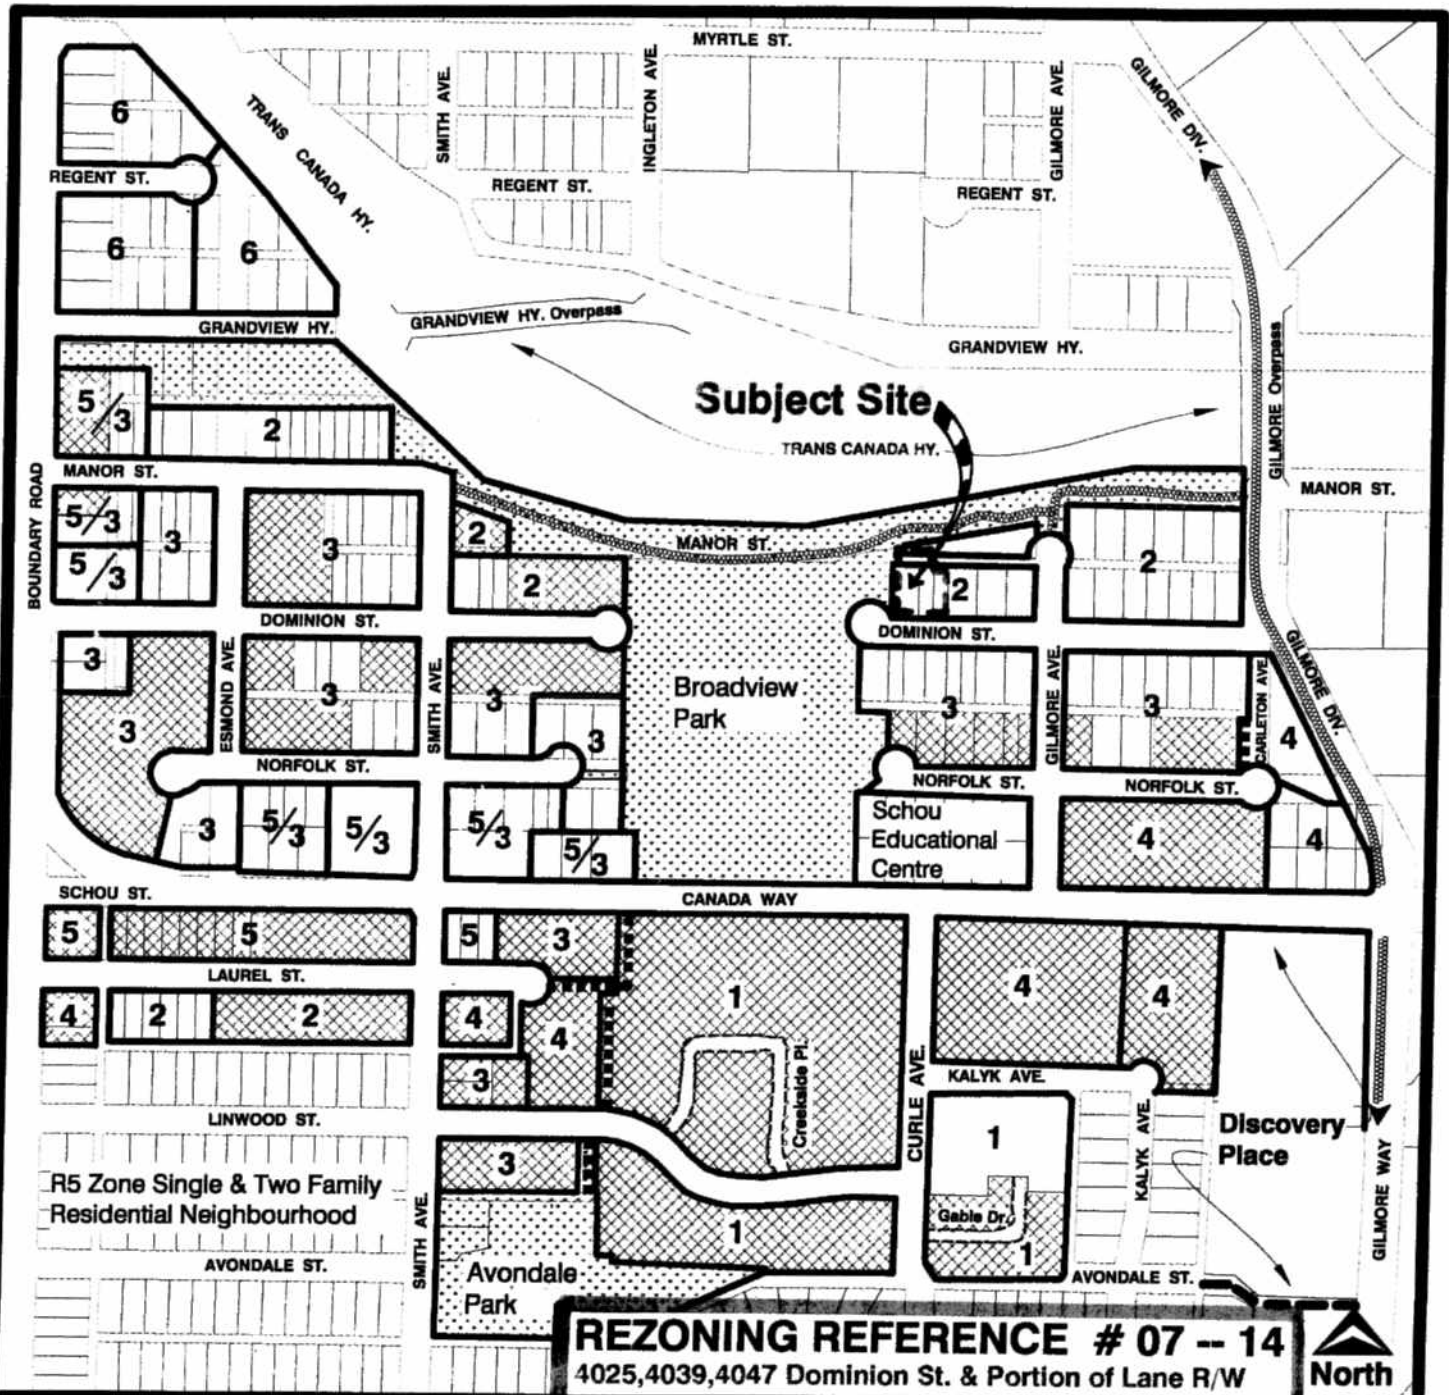 MYRTLE ST.
GILMORE DIV.
TRANS CANADA HY.
SMITH AVE.
INGLETON AVE.
GILMORE AVE.
6
REGENT ST.
REGENT ST.
REGENT ST.
6
6
GRANDVIEW HY.
GRANDVIEW HY. Overpass
GRANDVIEW HY.
GILMORE Overpass
Subject Site
5/3
2
TRANS CANADA HY.
BOUNDARY ROAD
MANOR ST.
MANOR ST.
5/3
3
3
2
MANOR ST.
5/3
2
2
2
DOMINION ST.
DOMINION ST.
3
ESMOND AVE.
3
SMITH AVE.
3
Broadview
Park
3
GILMORE AVE.
3
CARLETON AVE.
4
GILMORE DIV.
3
3
NORFOLK ST.
NORFOLK ST.
NORFOLK ST.
3
5/3
5/3
5/3
5/3
Schou
Educational
Centre
4
4
SCHOU ST.
CANADA WAY
5
5
5
3
LAUREL ST.
1
4
4
4
2
2
4
4
3
Creekside Pl.
CURLE AVE.
KALYK AVE.
LINWOOD ST.
1
KALYK AVE.
Discovery
Place
GILMORE WAY
R5 Zone Single & Two Family
Residential Neighbourhood
3
SMITH AVE.
1
Gable Dr.
1
AVONDALE ST.
Avondale
Park
AVONDALE ST.
REZONING REFERENCE # 07 -- 14
4025,4039,4047 Dominion St. & Portion of Lane R/W
North